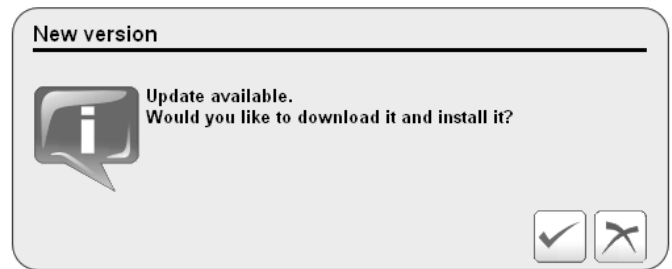 New version
Update available.
Would you like to download it and install it?